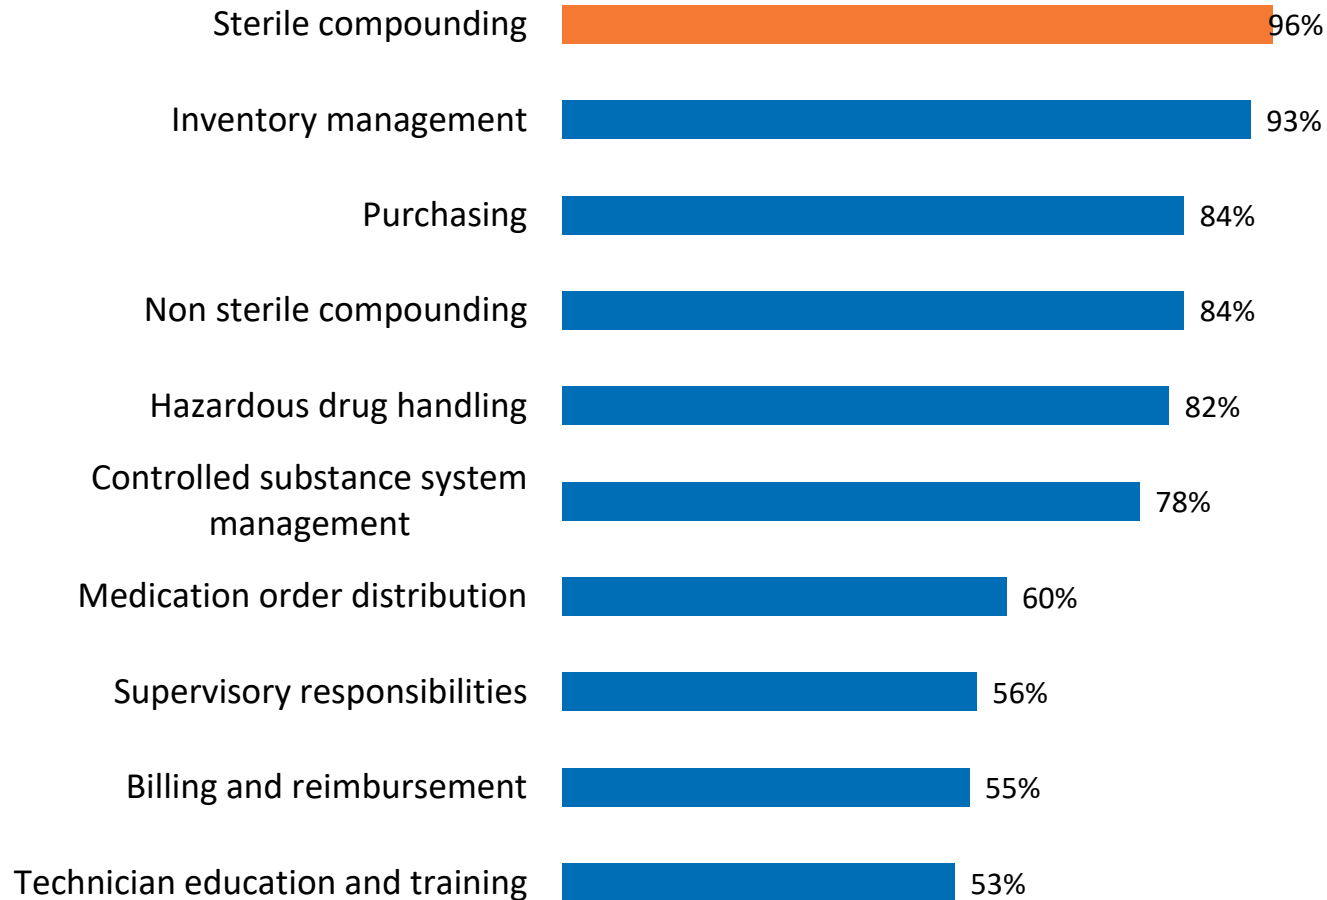 Sterile compounding 96%
Inventory management 93%
Purchasing 84%
Non sterile compounding 84%
Hazardous drug handling 82%
Controlled substance system
management 78%
Medication order distribution 60%
Supervisory responsibilities 56%
Billing and reimbursement 55%
Technician education and training 53%